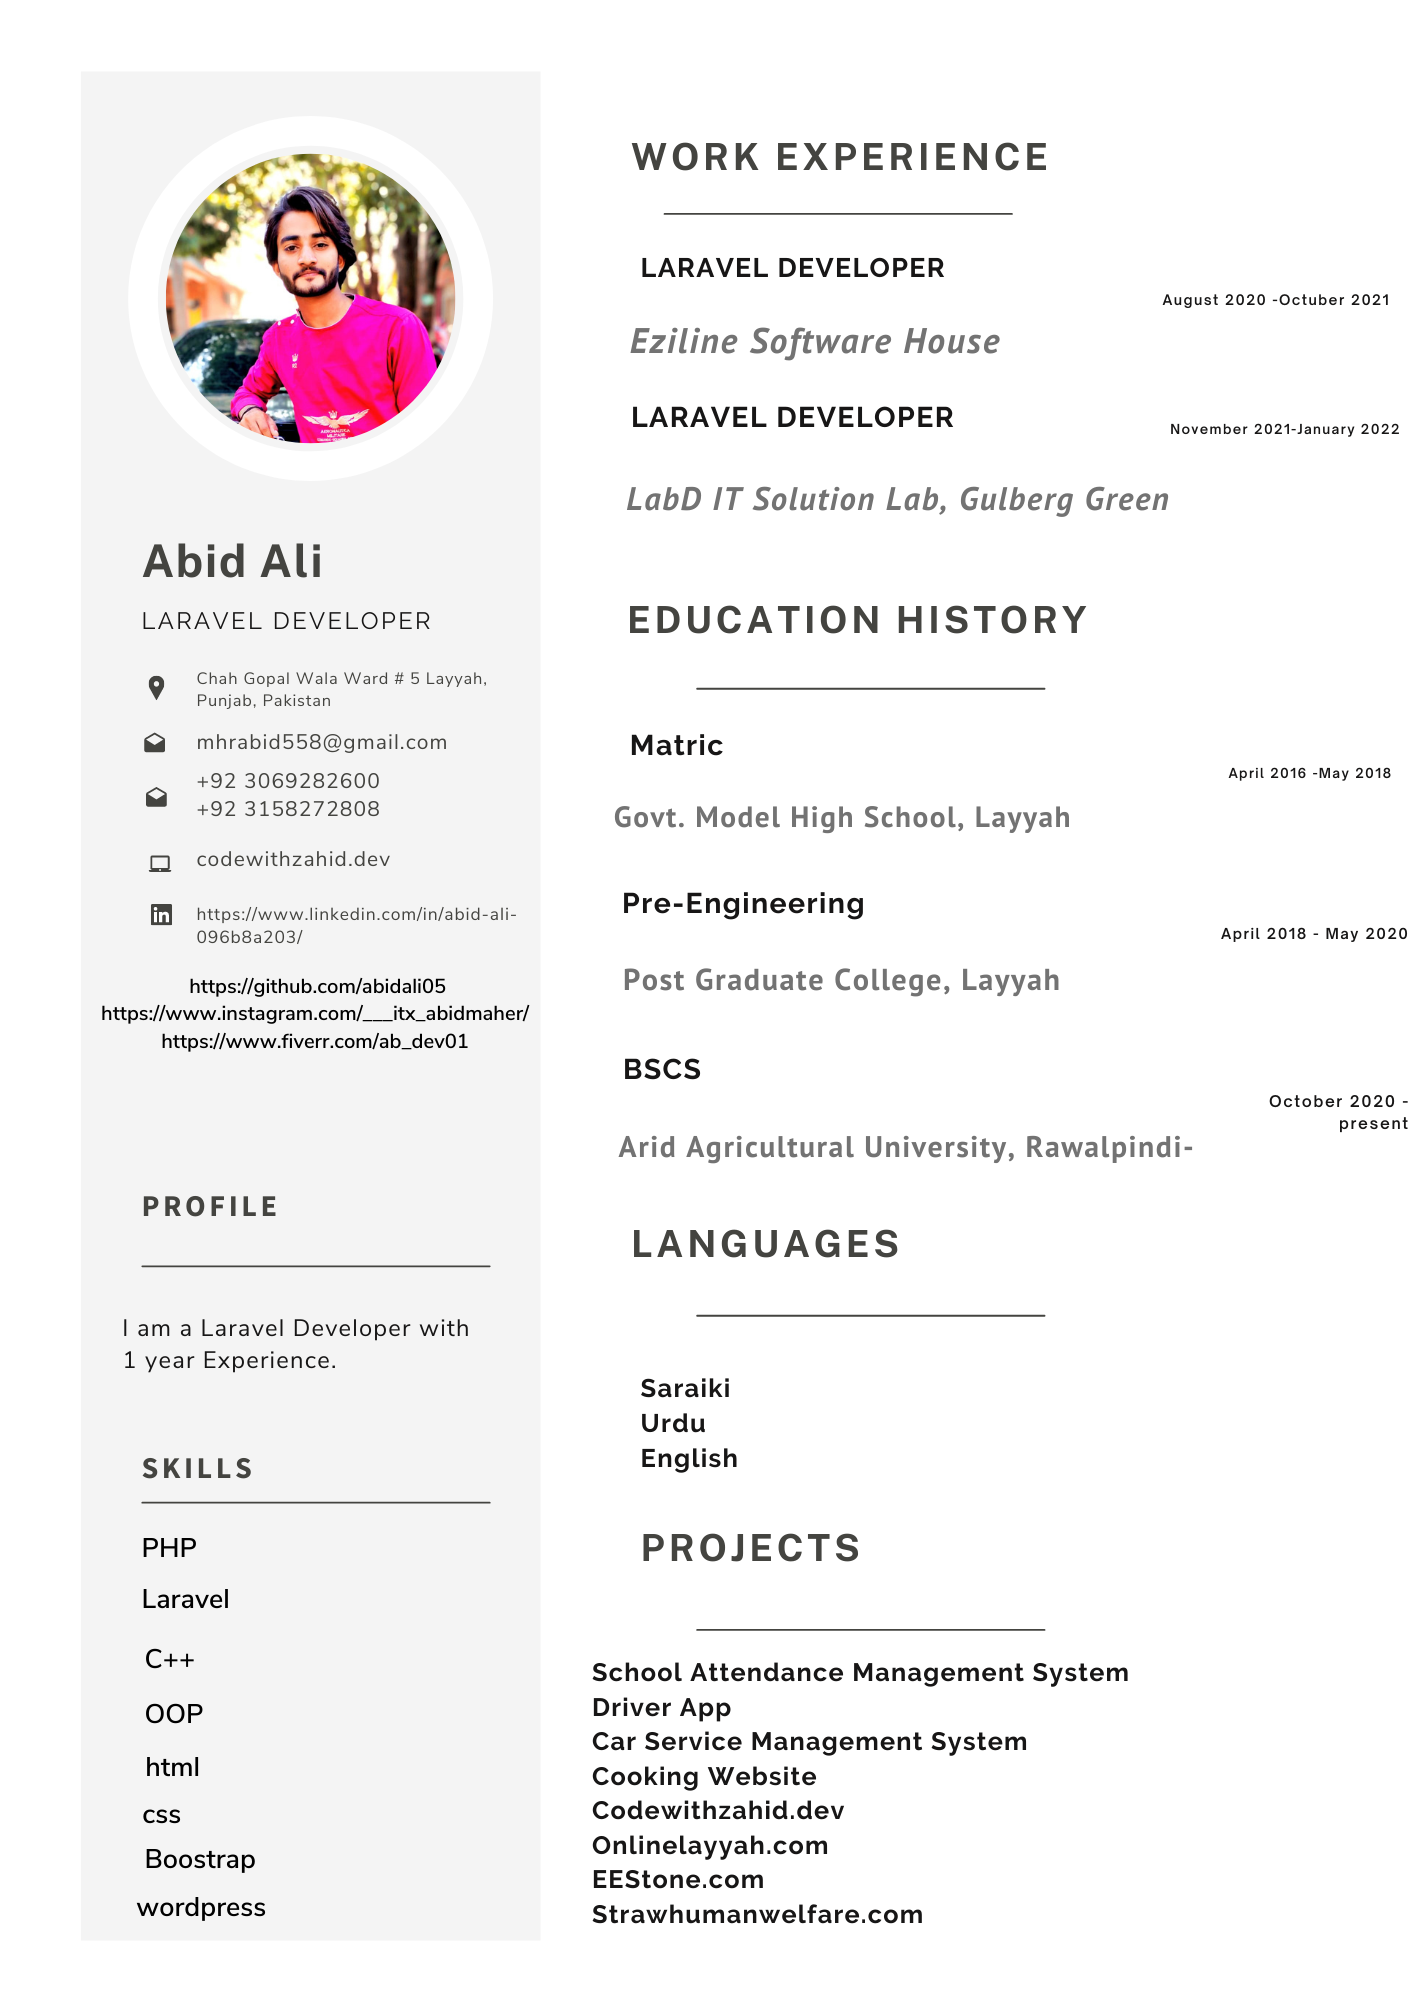 Abid Ali
LARAVEL DEVELOPER
Chah Gopal Wala Ward # 5 Layyah,
Punjab, Pakistan
mhrabid558@gmail.com
+92 3069282600
+92 3158272808
codewithzahid.dev
https://www.linkedin.com/in/abid-ali-
096b8a203/
https://github.com/abidali05
https://www.instagram.com/___itx_abidmaher/
https://www.fiverr.com/ab_dev01
PROFILE
I am a Laravel Developer with
1 year Experience.
SKILLS
PHP
Laravel
C++
OOP
html
css
Boostrap
wordpress
WORK EXPERIENCE
LARAVEL DEVELOPER
August 2020 -Octuber 2021
Eziline Software House
LARAVEL DEVELOPER
November 2021-January 2022
LabD IT Solution Lab, Gulberg Green
EDUCATION HISTORY
Matric
April 2016 -May 2018
Govt. Model High School, Layyah
Pre-Engineering
April 2018 - May 2020
Post Graduate College, Layyah
BSCS
October 2020 -
present
Arid Agricultural University, Rawalpindi-
LANGUAGES
Saraiki
Urdu
English
PROJECTS
School Attendance Management System
Driver App
Car Service Management System
Cooking Website
Codewithzahid.dev
Onlinelayyah.com
EEStone.com
Strawhumanwelfare.com